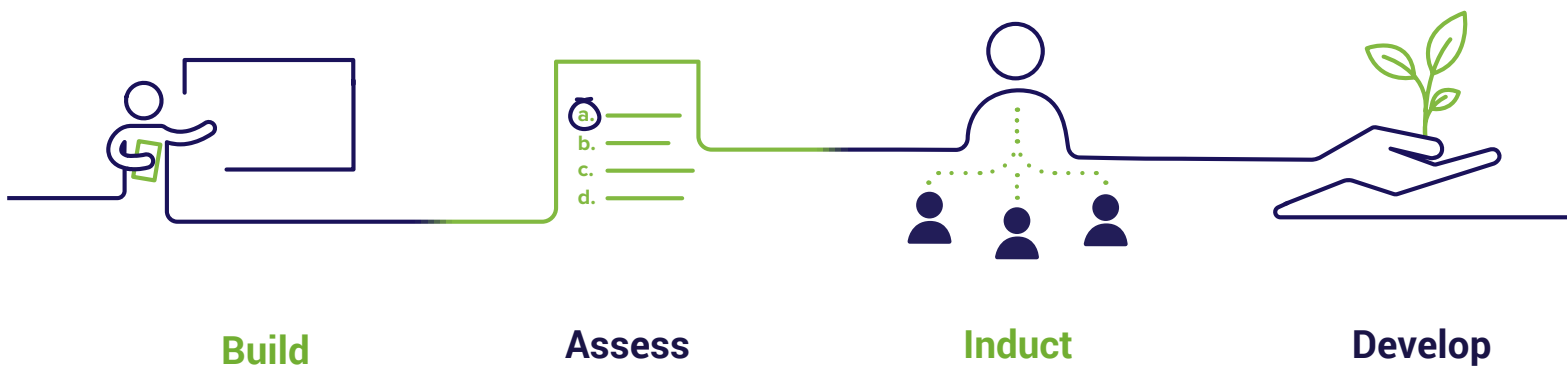 a.
b.
c.
d.
Build
Assess
Induct
Develop